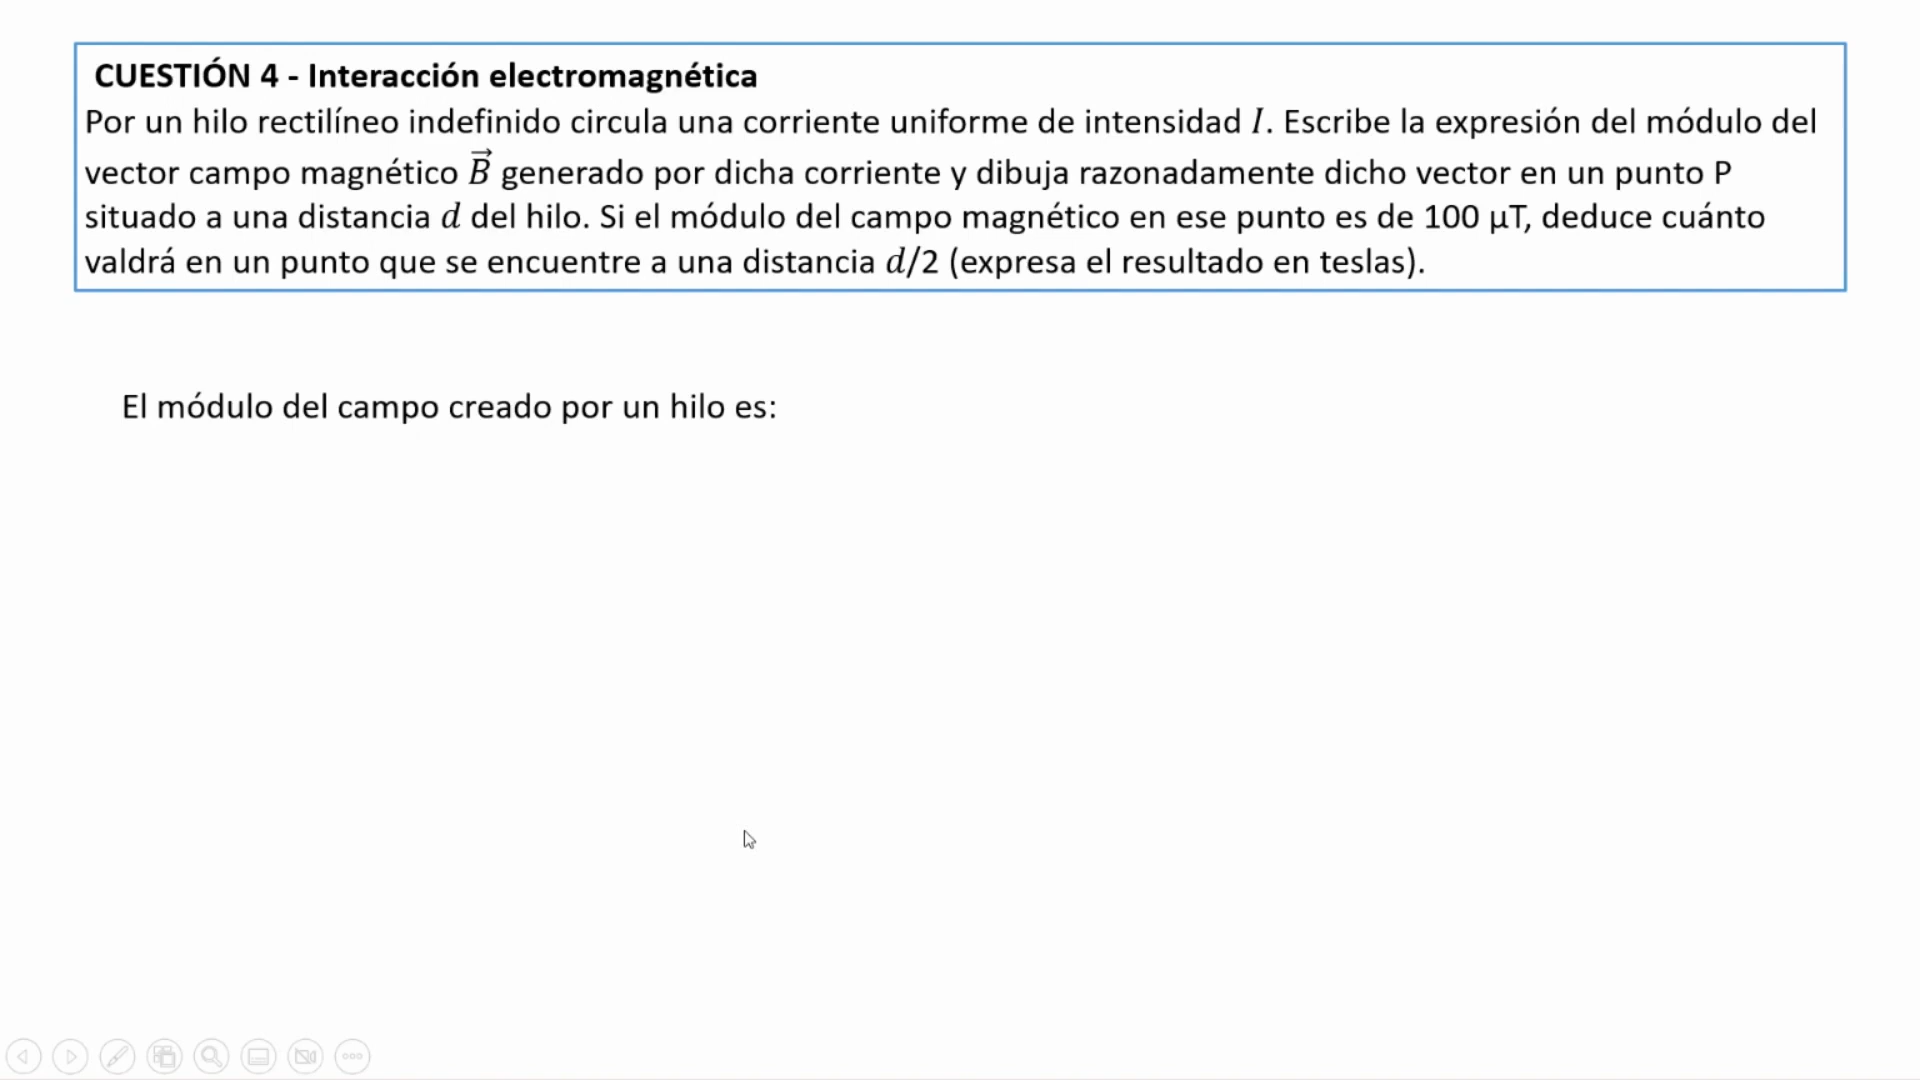 CUESTIÓN 4 - Interacción electromagnética
Por un hilo rectilíneo indefinido circula una corriente uniforme de intensidad I. Escribe la expresión del módulo del
vector campo magnético B⃗ generado por dicha corriente y dibuja razonadamente dicho vector en un punto P
situado a una distancia d del hilo. Si el módulo del campo magnético en ese punto es de 100 μT, deduce cuánto
valdrá en un punto que se encuentre a una distancia d/2 (expresa el resultado en teslas).
El módulo del campo creado por un hilo es: